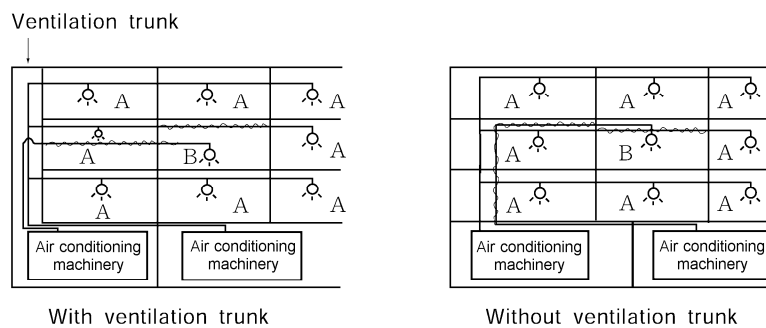 Ventilation trunk
A A A
A B A
A A A
Air conditioning
machinery
Air conditioning
machinery
With ventilation trunk
A A A
A B A
A A A
Air conditioning
machinery
Air conditioning
machinery
Without ventilation trunk